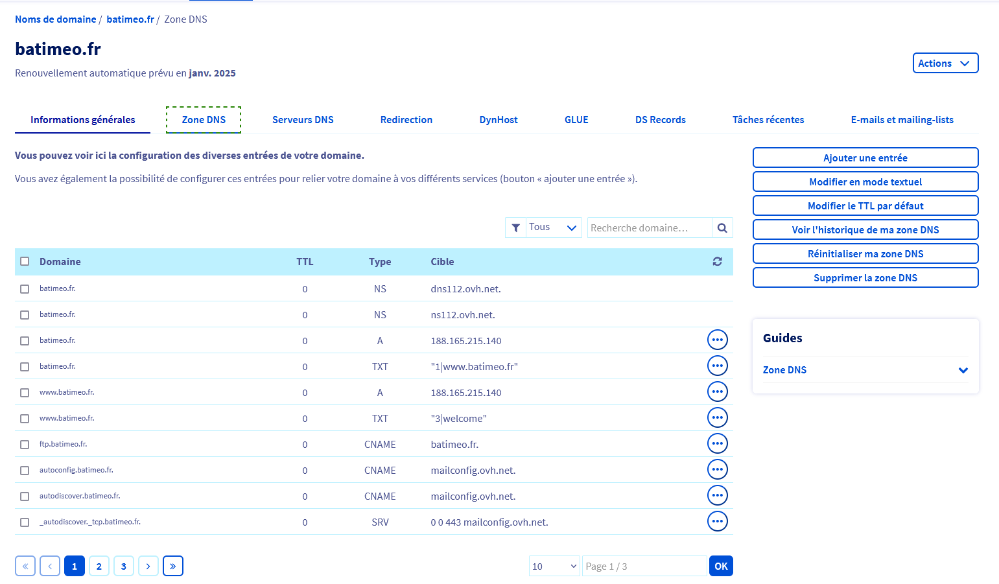 Noms de domaine / batimeo.fr / Zone DNS
batimeo.fr
Renouvellement automatique prévu en janv. 2025
Actions
Informations générales Zone DNS Serveurs DNS Redirection DynHost GLUE DS Records Tâches récentes E-mails et mailing-lists
Vous pouvez voir ici la configuration des diverses entrées de votre domaine.
Vous avez également la possibilité de configurer ces entrées pour relier votre domaine à vos différents services (bouton « ajouter une entrée »).
Tous Recherche domaine…
Domaine TTL Type Cible
batimeo.fr. 0 NS dns112.ovh.net.
batimeo.fr. 0 NS ns112.ovh.net.
batimeo.fr. 0 A 188.165.215.140
batimeo.fr. 0 TXT "1|www.batimeo.fr"
www.batimeo.fr. 0 A 188.165.215.140
www.batimeo.fr. 0 TXT "3|welcome"
ftp.batimeo.fr. 0 CNAME batimeo.fr.
autoconfig.batimeo.fr. 0 CNAME mailconfig.ovh.net.
autodiscover.batimeo.fr. 0 CNAME mailconfig.ovh.net.
_autodiscover._tcp.batimeo.fr. 0 SRV 0 0 443 mailconfig.ovh.net.
« ‹ 1 2 3 › »
10 Page 1 / 3 OK
Ajouter une entrée
Modifier en mode textuel
Modifier le TTL par défaut
Voir l'historique de ma zone DNS
Réinitialiser ma zone DNS
Supprimer la zone DNS
Guides
Zone DNS